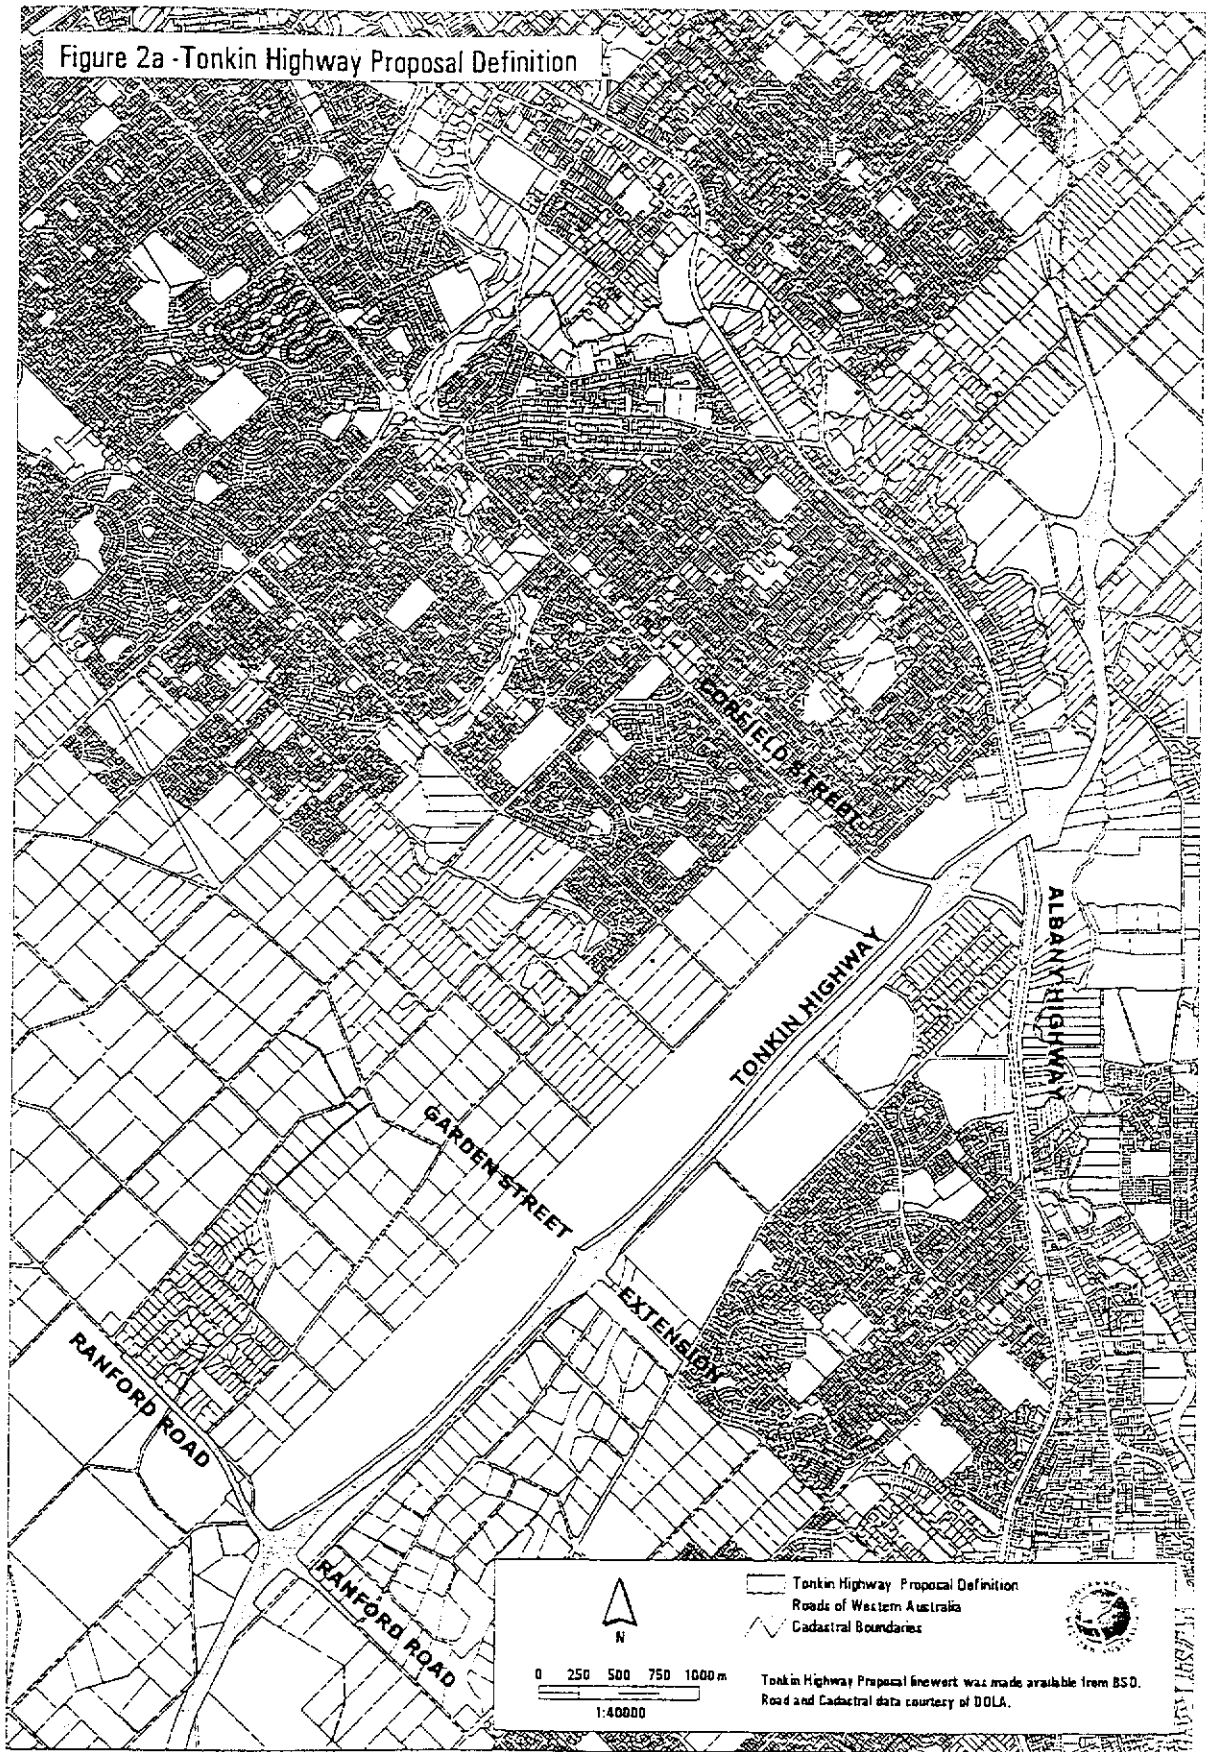 Figure 2a - Tonkin Highway Proposal Definition
CORFIELD STREET
TONKIN HIGHWAY
ALBANY HIGHWAY
GARDEN STREET
EXTENSION
RANFORD ROAD
RANFORD ROAD
N
0 250 500 750 1000 m
1:40000
Tonkin Highway Proposal Definition
Roads of Western Australia
Cadastral Boundaries
Tonkin Highway Proposal linework was made available from BSD.
Road and Cadastral data courtesy of DOLA.